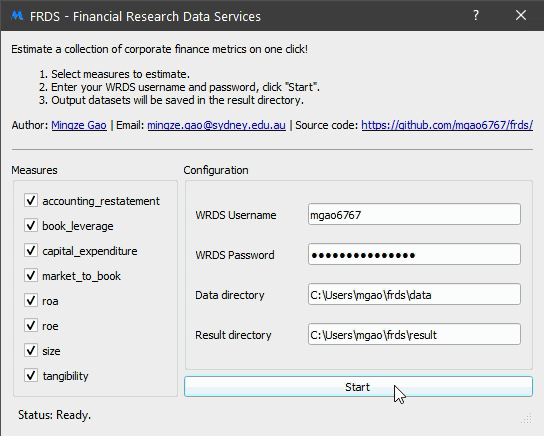 FRDS - Financial Research Data Services
Estimate a collection of corporate finance metrics on one click!
1. Select measures to estimate.
2. Enter your WRDS username and password, click "Start".
3. Output datasets will be saved in the result directory.
Author: Mingze Gao | Email: mingze.gao@sydney.edu.au | Source code: https://github.com/mgao6767/frds/
Measures
accounting_restatement
book_leverage
capital_expenditure
market_to_book
roa
roe
size
tangibility
Configuration
WRDS Username mgao6767
WRDS Password ●●●●●●●●●●●●●●●
Data directory C:\Users\mgao\frds\data
Result directory C:\Users\mgao\frds\result
Start
Status: Ready.